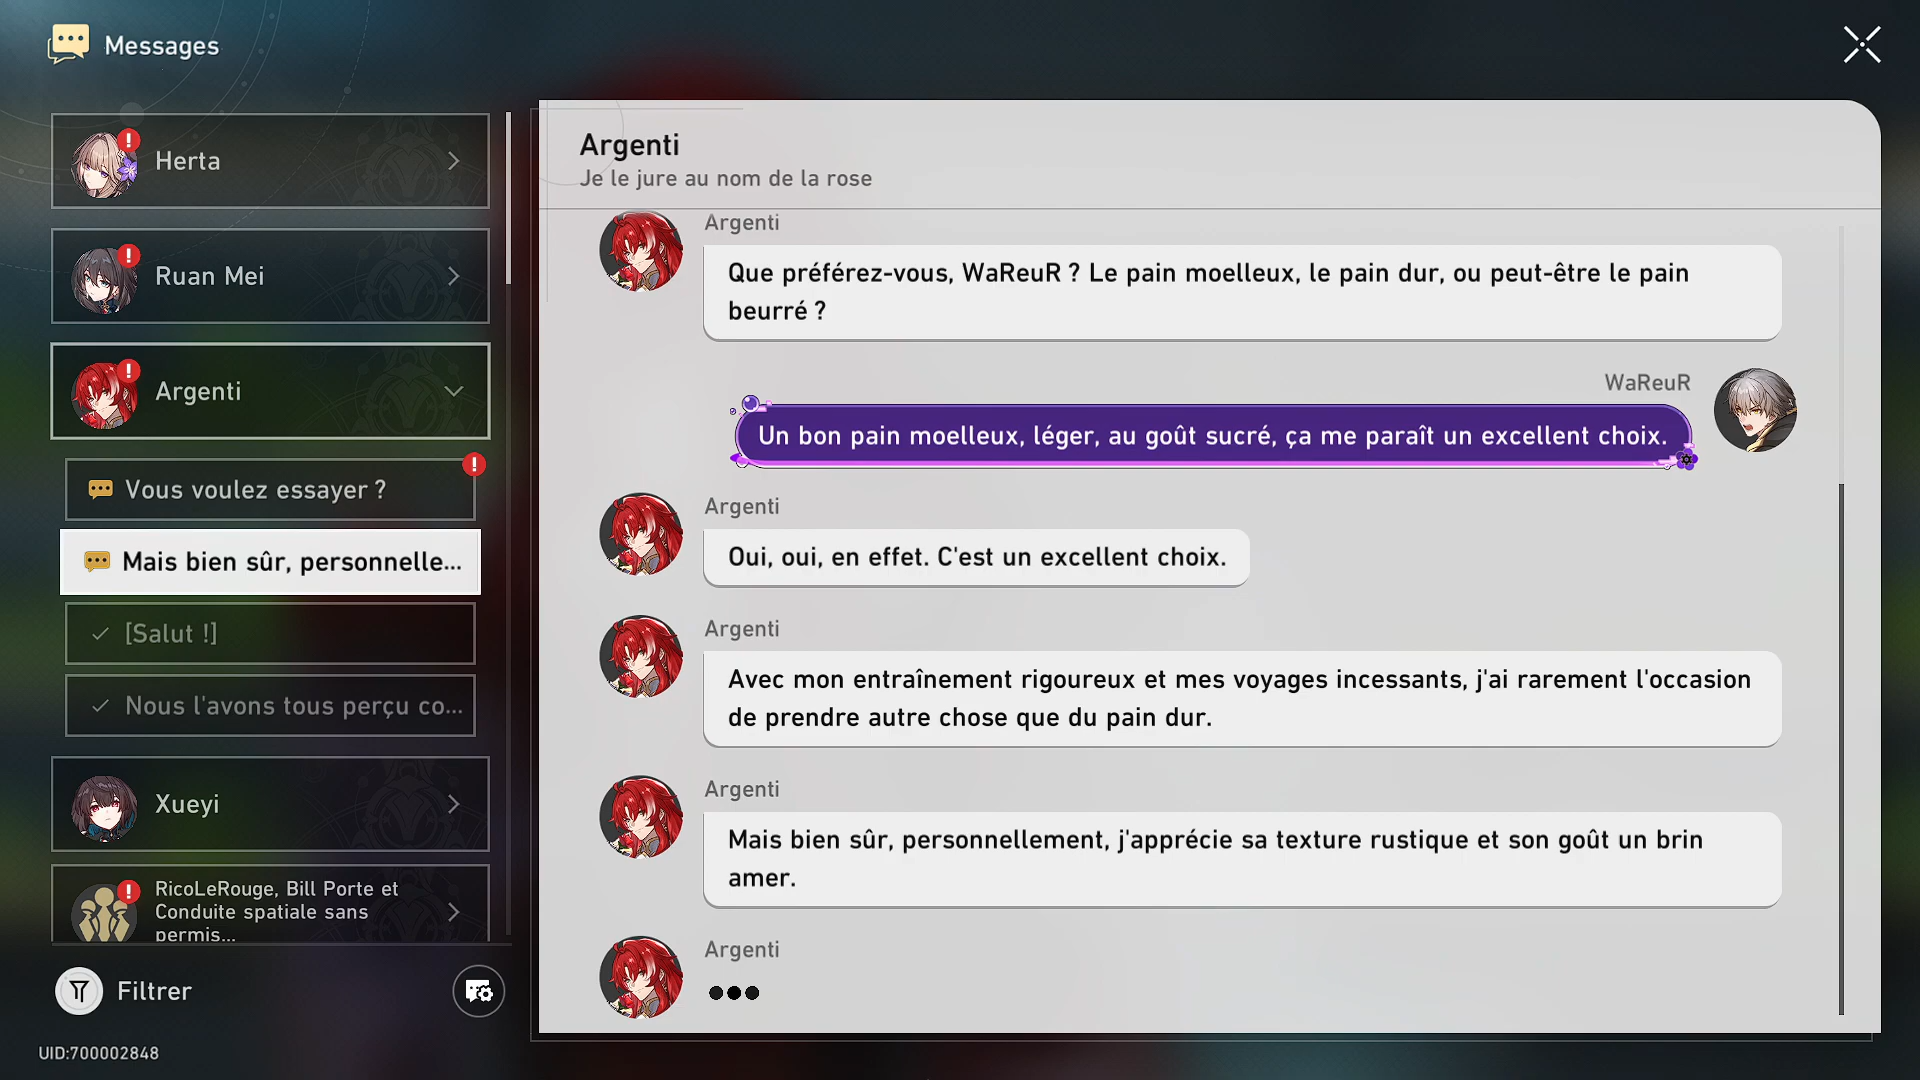 Messages
Herta
Ruan Mei
Argenti
Vous voulez essayer ?
Mais bien sûr, personnelle...
[Salut !]
Nous l'avons tous perçu co...
Xueyi
RicoLeRouge, Bill Porte et
Conduite spatiale sans
permis...
Filtrer
UID:700002848
Argenti
Je le jure au nom de la rose
Argenti
Que préférez-vous, WaReuR ? Le pain moelleux, le pain dur, ou peut-être le pain
beurré ?
WaReuR
Un bon pain moelleux, léger, au goût sucré, ça me paraît un excellent choix.
Argenti
Oui, oui, en effet. C'est un excellent choix.
Argenti
Avec mon entraînement rigoureux et mes voyages incessants, j'ai rarement l'occasion
de prendre autre chose que du pain dur.
Argenti
Mais bien sûr, personnellement, j'apprécie sa texture rustique et son goût un brin
amer.
Argenti